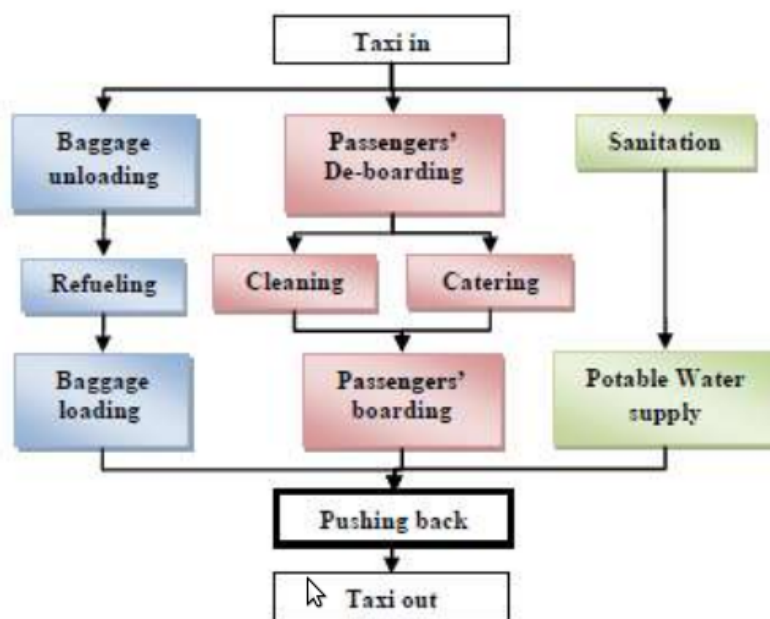 Taxi in
Baggage
unloading
Passengers'
De-boarding
Sanitation
Refueling
Cleaning
Catering
Baggage
loading
Passengers'
boarding
Potable Water
supply
Pushing back
Taxi out